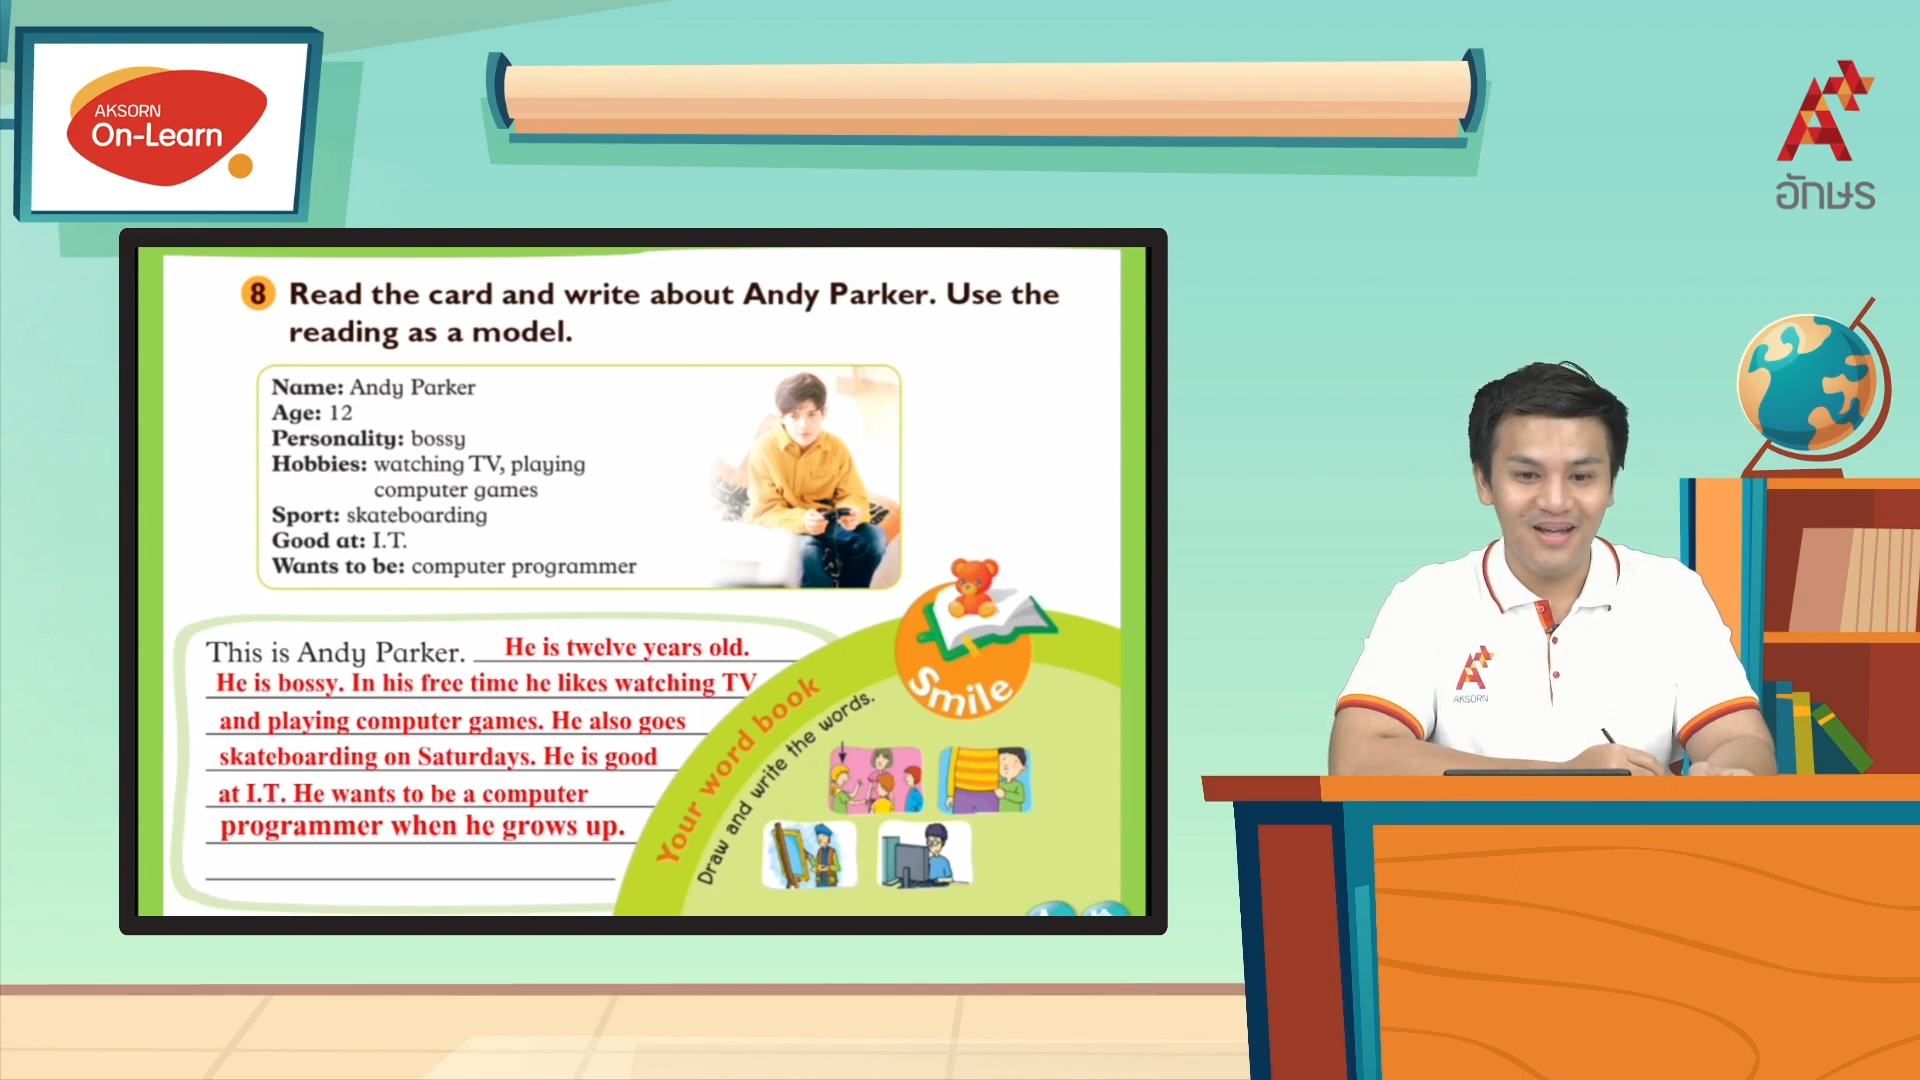 AKSORN
On-Learn
อักษร
8 Read the card and write about Andy Parker. Use the
reading as a model.
Name: Andy Parker
Age: 12
Personality: bossy
Hobbies: watching TV, playing
computer games
Sport: skateboarding
Good at: I.T.
Wants to be: computer programmer
This is Andy Parker. He is twelve years old.
He is bossy. In his free time he likes watching TV
and playing computer games. He also goes
skateboarding on Saturdays. He is good
at I.T. He wants to be a computer
programmer when he grows up.
Smile
Your word book
Draw and write the words.
AKSORN